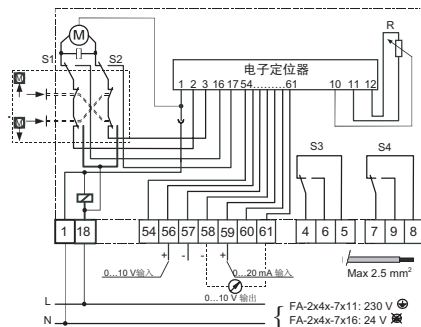 M
R
S1 S2
电子定位器
1 2 3 16 17 54.........61 10 11 12
M
M
S3 S4
1 18 54 56 57 58 59 60 61 4 6 5 7 9 8
+ - - +
0...10 V输入 0...20 mA 输入
Max 2.5 mm²
0...10 V 输出
L
N
FA-2x4x-7x11: 230 V
FA-2x4x-7x16: 24 V